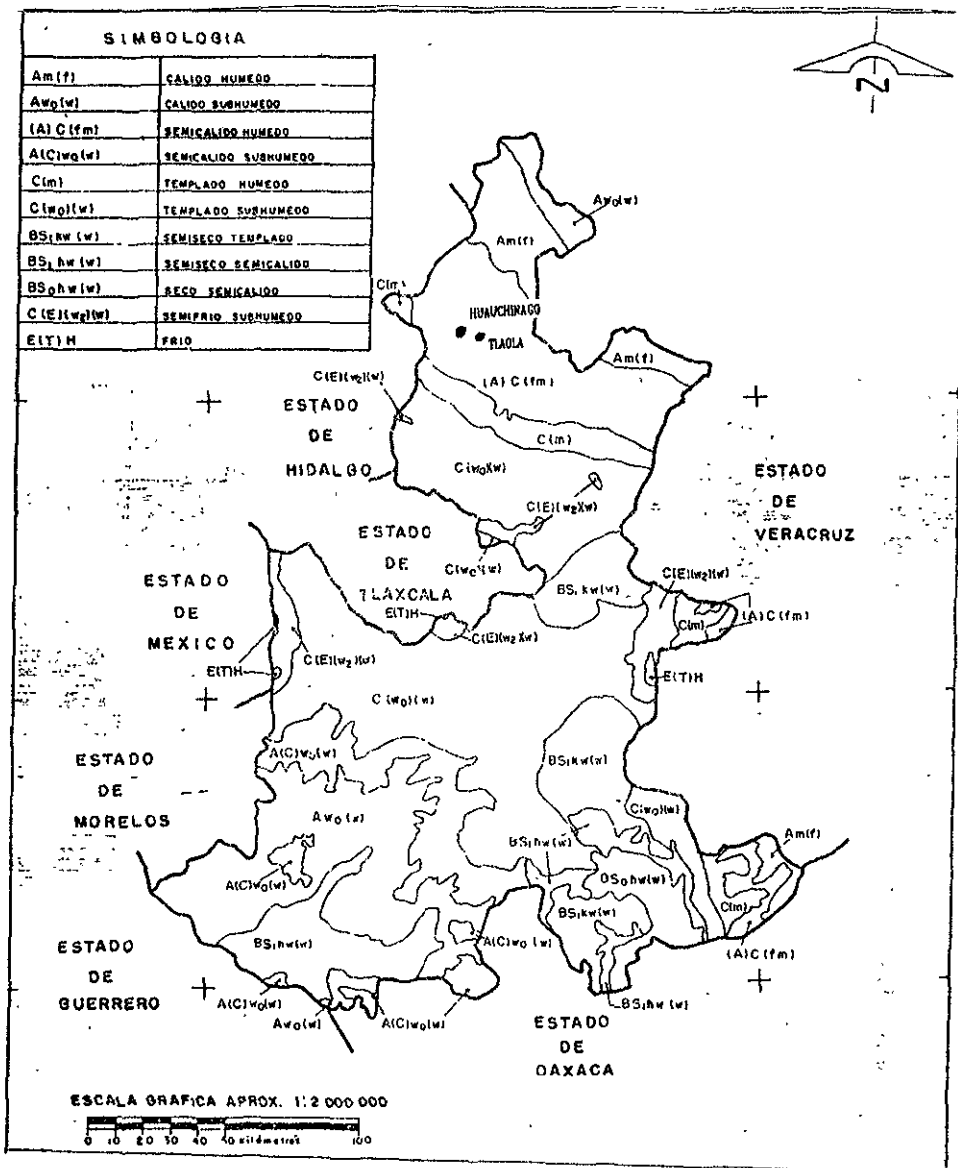 SIMBOLOGIA
Am(f) CALIDO HUMEDO
Aw₀(w) CALIDO SUBHUMEDO
(A)C(fm) SEMICALIDO HUMEDO
A(C)w₀(w) SEMICALIDO SUBHUMEDO
C(m) TEMPLADO HUMEDO
C(w₀)(w) TEMPLADO SUBHUMEDO
BS₁kw(w) SEMISECO TEMPLADO
BS₁hw(w) SEMISECO SEMICALIDO
BS₀hw(w) SECO SEMICALIDO
C(E)(w₂)(w) SEMIFRIO SUBHUMEDO
E(T)H FRIO
N
Aw₀(w)
Am(f)
C(m)
HUAUCHINAGO
TLAOLA
Am(f)
(A)C(fm)
C(E)(w₂)(w)
ESTADO
DE
HIDALGO
C(m)
C(w₀)(w)
C(E)(w₂)(w)
ESTADO
DE
VERACRUZ
ESTADO
DE
TLAXCALA
C(w₀)(w)
BS₁kw(w)
C(E)(w₂)(w)
ESTADO
DE
MEXICO
E(T)H
C(E)(w₂)(w)
C(m)
(A)C(fm)
E(T)H
C(E)(w₂)(w)
E(T)H
C(w₀)(w)
A(C)w₀(w)
BS₁kw(w)
ESTADO
DE
MORELOS
Aw₀(w)
C(w₀)(w)
BS₁hw(w)
Am(f)
A(C)w₀(w)
BS₀hw(w)
BS₁kw(w)
C(m)
BS₁hw(w)
A(C)w₀(w)
(A)C(fm)
ESTADO
DE
GUERRERO
A(C)w₀(w)
Aw₀(w)
A(C)w₀(w)
BS₁hw(w)
ESTADO
DE
OAXACA
ESCALA GRAFICA APROX. 1:2 000 000
0 10 20 30 40 50 kilómetros 100